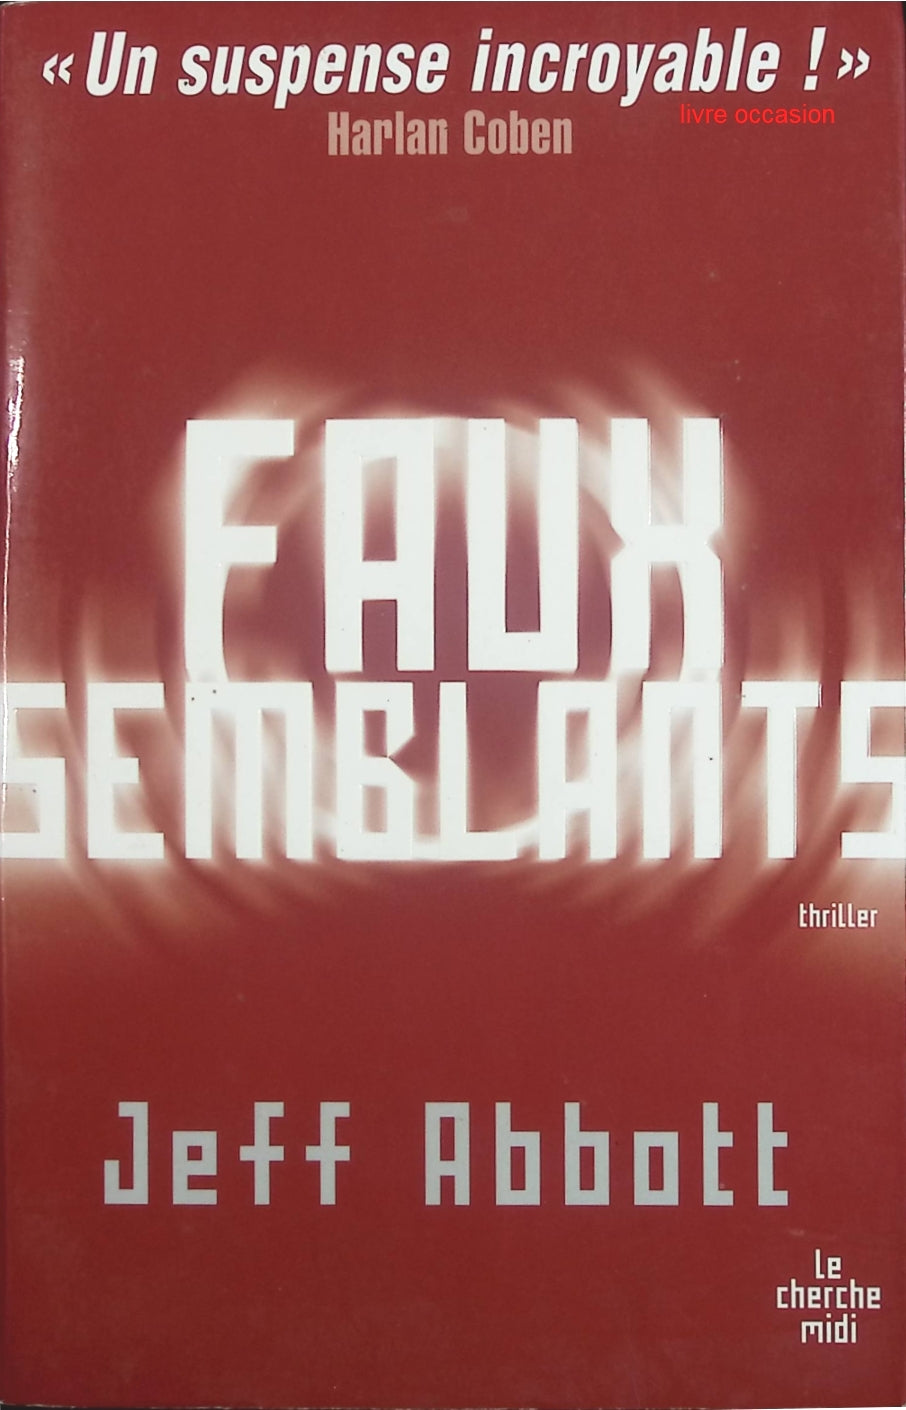 « Un suspense incroyable ! »
livre occasion
Harlan Coben
FAUX
SEMBLANTS
thriller
Jeff Abbott
le
cherche
midi